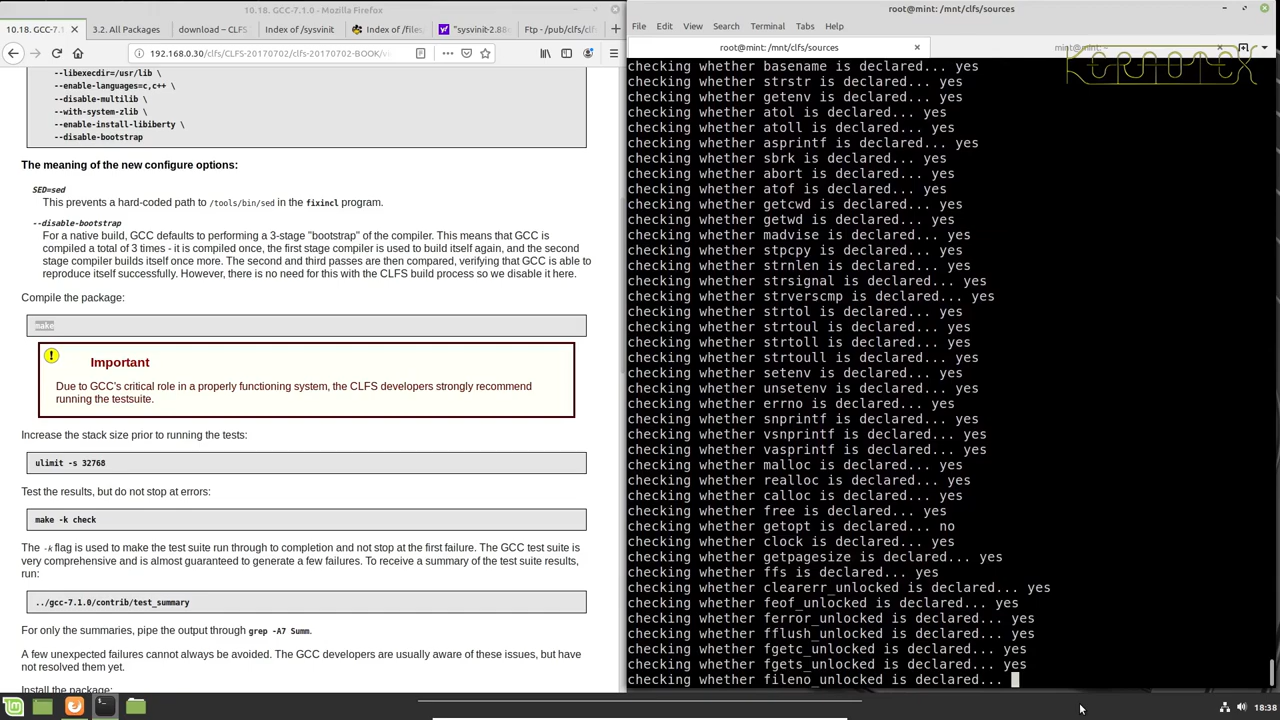 10.18. GCC-7.1.0 - Mozilla Firefox
root@mint: /mnt/clfs/sources
10.18. GCC-7.1
3.2. All Packages
download – CLFS
Index of /sysvinit
Index of /files
"sysvinit-2.88
Ftp - /pub/clfs/
File Edit View Search Terminal Tabs Help
192.168.0.30/clfs/CLFS-20170702/clfs-20170702-BOOK/
root@mint: /mnt/clfs/sources
root@mint: ~
KERNOTEX
--libexecdir=/usr/lib \
--enable-languages=c,c++ \
--disable-multilib \
--with-system-zlib \
--enable-install-libiberty \
--disable-bootstrap
The meaning of the new configure options:
SED=sed
This prevents a hard-coded path to /tools/bin/sed in the fixincl program.
--disable-bootstrap
For a native build, GCC defaults to performing a 3-stage "bootstrap" of the compiler. This means that GCC is
compiled a total of 3 times - it is compiled once, the first stage compiler is used to build itself again, and the second
stage compiler builds itself once more. The second and third passes are then compared, verifying that GCC is able to
reproduce itself successfully. However, there is no need for this with the CLFS build process so we disable it here.
Compile the package:
make
Important
Due to GCC's critical role in a properly functioning system, the CLFS developers strongly recommend
running the testsuite.
Increase the stack size prior to running the tests:
ulimit -s 32768
Test the results, but do not stop at errors:
make -k check
The -k flag is used to make the test suite run through to completion and not stop at the first failure. The GCC test suite is
very comprehensive and is almost guaranteed to generate a few failures. To receive a summary of the test suite results,
run:
../gcc-7.1.0/contrib/test_summary
For only the summaries, pipe the output through grep -A7 Summ.
A few unexpected failures cannot always be avoided. The GCC developers are usually aware of these issues, but have
not resolved them yet.
Install the package:
checking whether basename is declared... yes
checking whether strstr is declared... yes
checking whether getenv is declared... yes
checking whether atol is declared... yes
checking whether atoll is declared... yes
checking whether asprintf is declared... yes
checking whether sbrk is declared... yes
checking whether abort is declared... yes
checking whether atof is declared... yes
checking whether getcwd is declared... yes
checking whether getwd is declared... yes
checking whether madvise is declared... yes
checking whether stpcpy is declared... yes
checking whether strnlen is declared... yes
checking whether strsignal is declared... yes
checking whether strverscmp is declared... yes
checking whether strtol is declared... yes
checking whether strtoul is declared... yes
checking whether strtoll is declared... yes
checking whether strtoull is declared... yes
checking whether setenv is declared... yes
checking whether unsetenv is declared... yes
checking whether errno is declared... yes
checking whether snprintf is declared... yes
checking whether vsnprintf is declared... yes
checking whether vasprintf is declared... yes
checking whether malloc is declared... yes
checking whether realloc is declared... yes
checking whether calloc is declared... yes
checking whether free is declared... yes
checking whether getopt is declared... no
checking whether clock is declared... yes
checking whether getpagesize is declared... yes
checking whether ffs is declared... yes
checking whether clearerr_unlocked is declared... yes
checking whether feof_unlocked is declared... yes
checking whether ferror_unlocked is declared... yes
checking whether fflush_unlocked is declared... yes
checking whether fgetc_unlocked is declared... yes
checking whether fgets_unlocked is declared... yes
checking whether fileno_unlocked is declared...
18:38